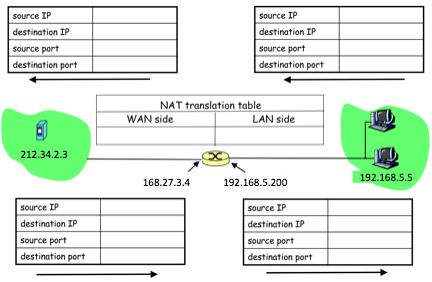 source IP
destination IP
source port
destination port
source IP
destination IP
source port
destination port
NAT translation table
WAN side LAN side
212.34.2.3
168.27.3.4
192.168.5.200
192.168.5.5
source IP
destination IP
source port
destination port
source IP
destination IP
source port
destination port